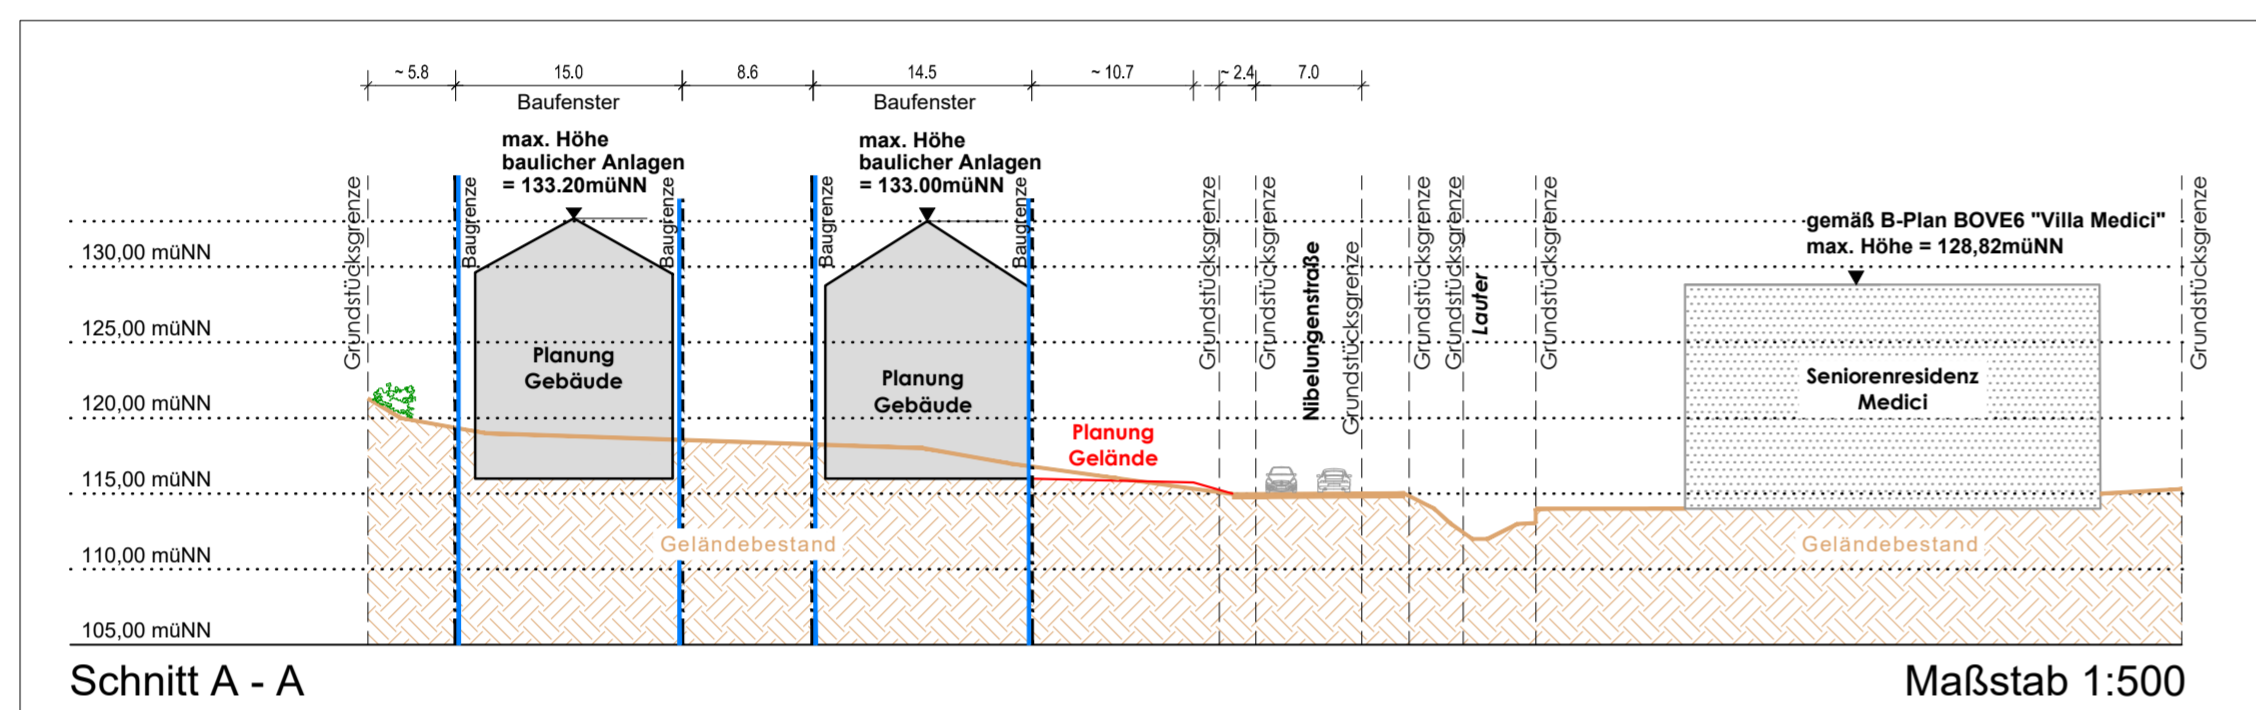 ~ 5.8
15.0
8.6
14.5
~ 10.7
~ 2.4
7.0
Baufenster
Baufenster
max. Höhe
baulicher Anlagen
= 133.20müNN
max. Höhe
baulicher Anlagen
= 133.00müNN
Grundstücksgrenze
Baugrenze
Baugrenze
Baugrenze
Baugrenze
Grundstücksgrenze
Grundstücksgrenze
Nibelungenstraße
Grundstücksgrenze
Grundstücksgrenze
Grundstücksgrenze
Lauter
Grundstücksgrenze
Grundstücksgrenze
gemäß B-Plan BOVE6 "Villa Medici"
max. Höhe = 128,82müNN
130,00 müNN
125,00 müNN
120,00 müNN
115,00 müNN
110,00 müNN
105,00 müNN
Planung
Gebäude
Planung
Gebäude
Planung
Gelände
Seniorenresidenz
Medici
Geländebestand
Geländebestand
Schnitt A - A
Maßstab 1:500